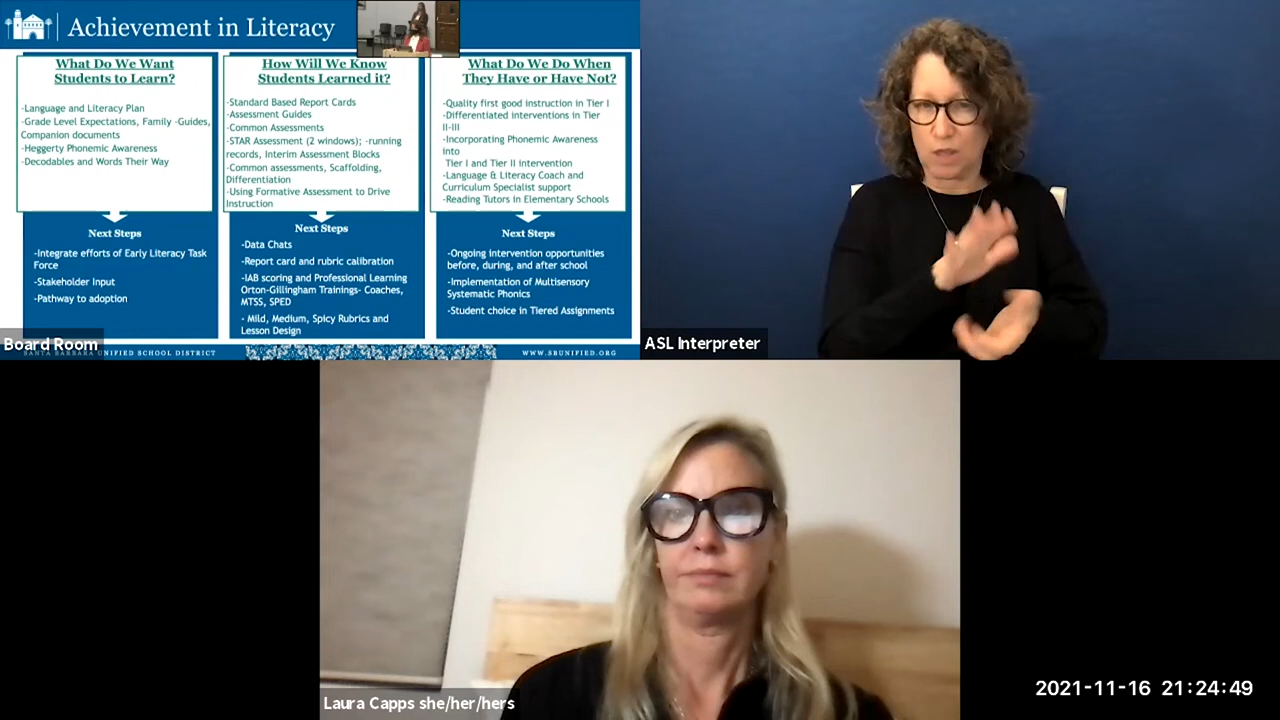 Achievement in Literacy
What Do We Want
Students to Learn?
-Language and Literacy Plan
-Grade Level Expectations, Family -Guides,
Companion documents
-Heggerty Phonemic Awareness
-Decodables and Words Their Way
Next Steps
-Integrate efforts of Early Literacy Task
Force
-Stakeholder Input
-Pathway to adoption
How Will We Know
Students Learned it?
-Standard Based Report Cards
-Assessment Guides
-Common Assessments
-STAR Assessment (2 windows); -running
records, Interim Assessment Blocks
-Common assessments, Scaffolding,
Differentiation
-Using Formative Assessment to Drive
Instruction
Next Steps
-Data Chats
-Report card and rubric calibration
-IAB scoring and Professional Learning
Orton-Gillingham Trainings- Coaches,
MTSS, SPED
- Mild, Medium, Spicy Rubrics and
Lesson Design
What Do We Do When
They Have or Have Not?
-Quality first good instruction in Tier I
-Differentiated interventions in Tier
II-III
-Incorporating Phonemic Awareness
into
Tier I and Tier II intervention
-Language & Literacy Coach and
Curriculum Specialist support
-Reading Tutors in Elementary Schools
Next Steps
-Ongoing intervention opportunities
before, during, and after school
-Implementation of Multisensory
Systematic Phonics
-Student choice in Tiered Assignments
SANTA BARBARA UNIFIED SCHOOL DISTRICT
WWW.SBUNIFIED.ORG
Board Room
ASL Interpreter
Laura Capps she/her/hers
2021-11-16 21:24:49